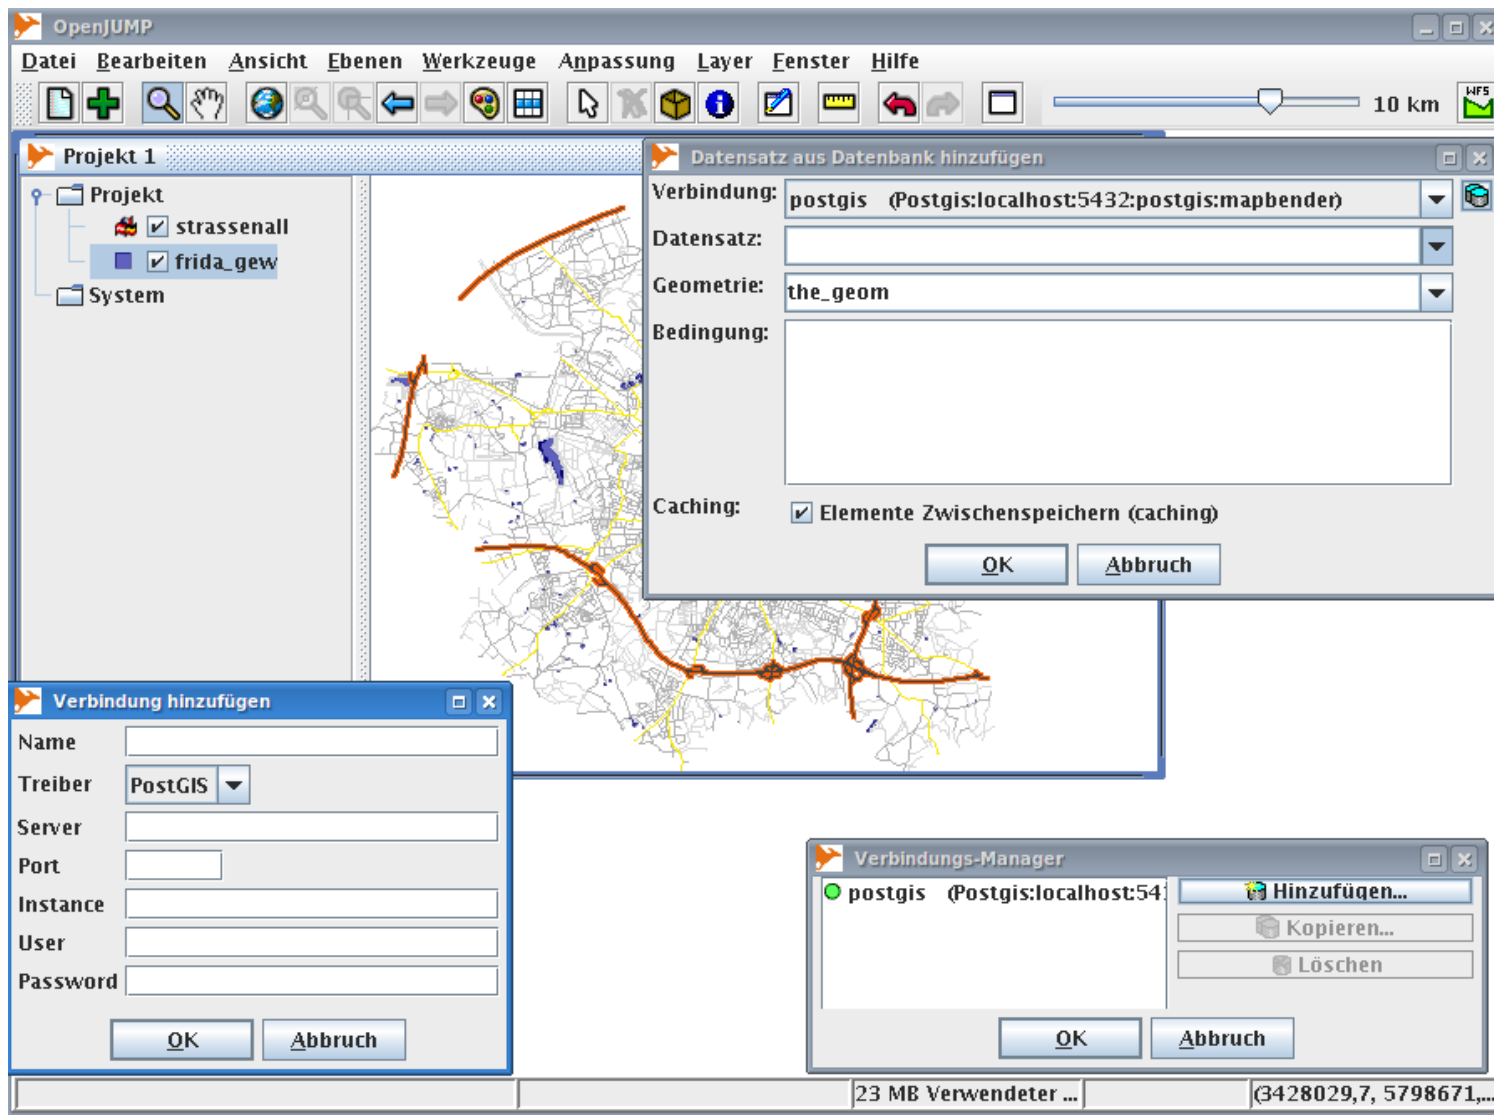 OpenJUMP
Datei Bearbeiten Ansicht Ebenen Werkzeuge Anpassung Layer Fenster Hilfe
10 km
WFS
Projekt 1
Projekt
strassenall
frida_gew
System
Datensatz aus Datenbank hinzufügen
Verbindung: postgis (Postgis:localhost:5432:postgis:mapbender)
Datensatz:
Geometrie: the_geom
Bedingung:
Caching: Elemente Zwischenspeichern (caching)
OK Abbruch
Verbindung hinzufügen
Name
Treiber PostGIS
Server
Port
Instance
User
Password
OK Abbruch
Verbindungs-Manager
postgis (Postgis:localhost:54
Hinzufügen...
Kopieren...
Löschen
OK Abbruch
23 MB Verwendeter ... (3428029,7, 5798671,...